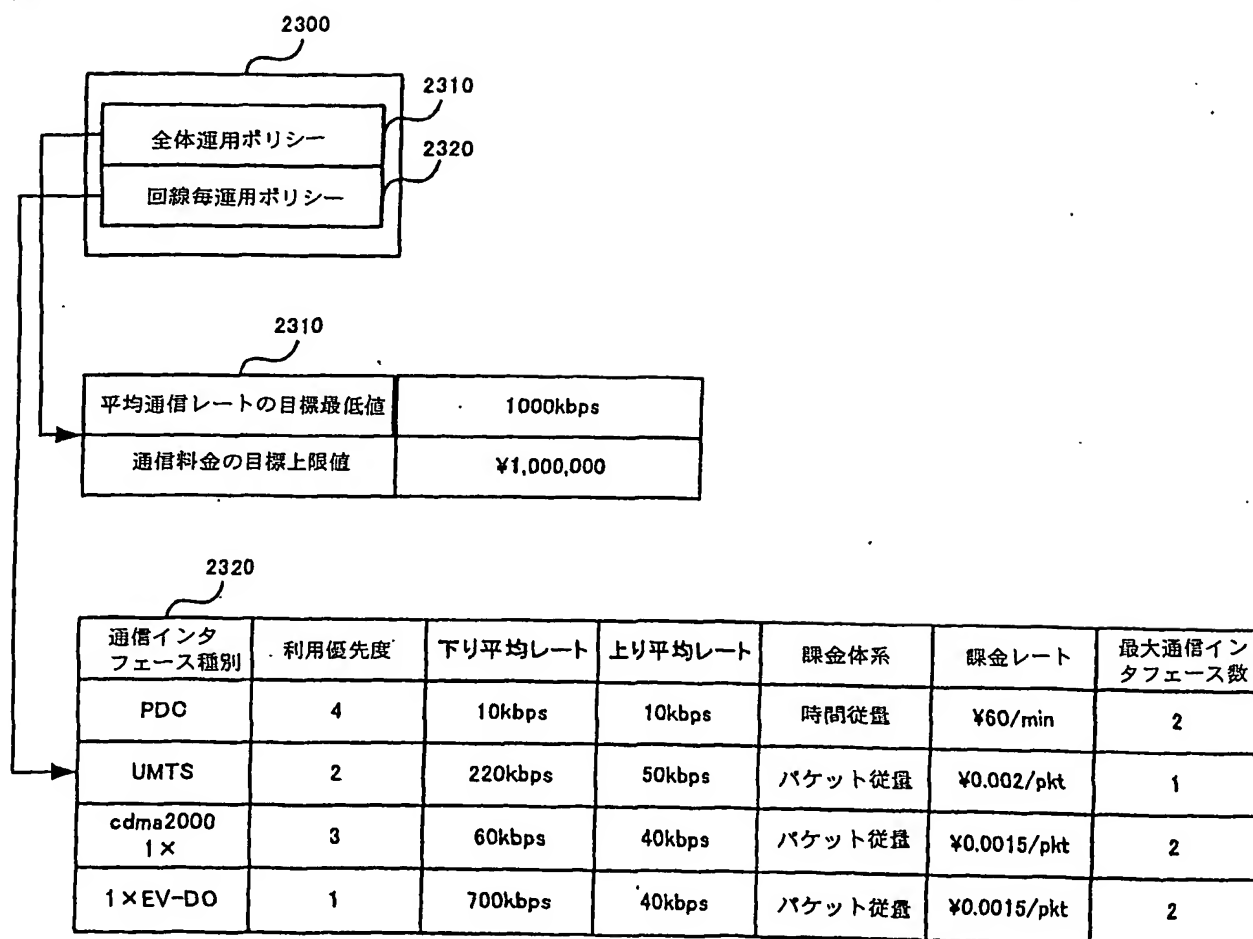 2300
2310
全体運用ポリシー
2320
回線毎運用ポリシー
2310
平均通信レートの目標最低値 1000kbps
通信料金の目標上限値 ¥1,000,000
2320
通信インタ
フェース種別 利用優先度 下り平均レート 上り平均レート 課金体系 課金レート 最大通信イン
タフェース数
PDC 4 10kbps 10kbps 時間従量 ¥60/min 2
UMTS 2 220kbps 50kbps パケット従量 ¥0.002/pkt 1
cdma2000
1× 3 60kbps 40kbps パケット従量 ¥0.0015/pkt 2
1×EV-DO 1 700kbps 40kbps パケット従量 ¥0.0015/pkt 2